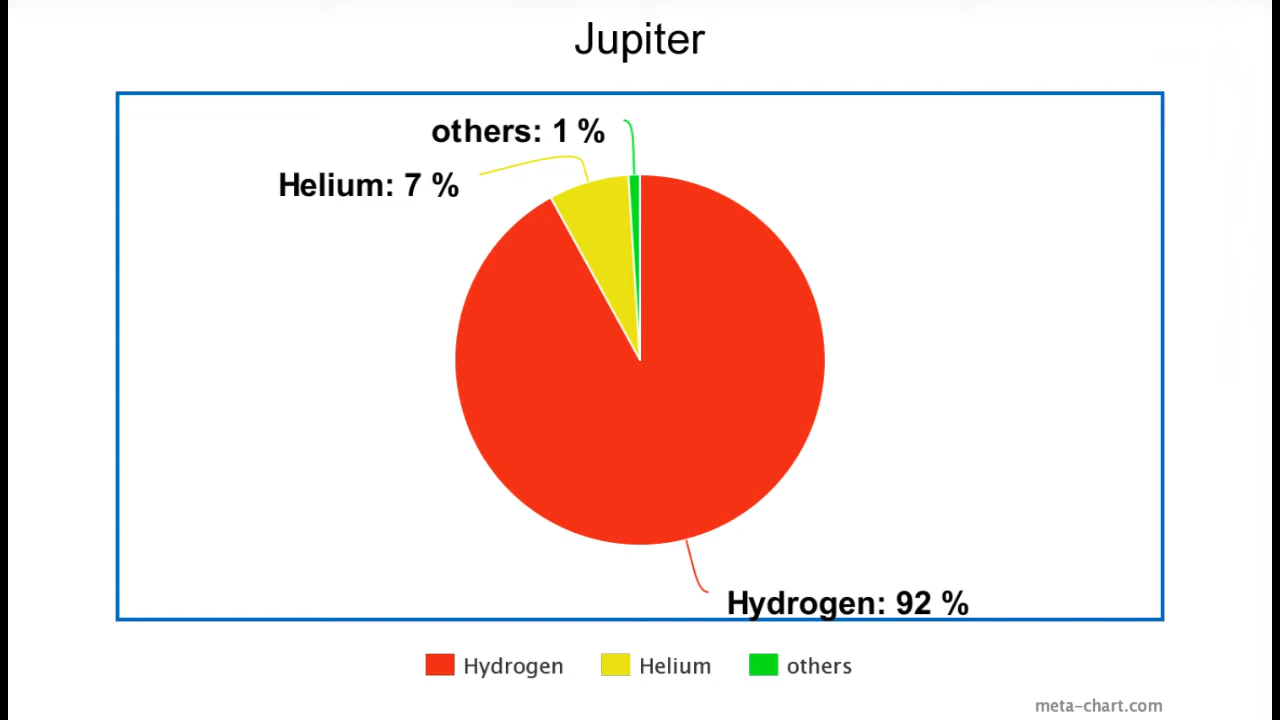 Jupiter
others: 1 %
Helium: 7 %
Hydrogen: 92 %
Hydrogen Helium others
meta-chart.com